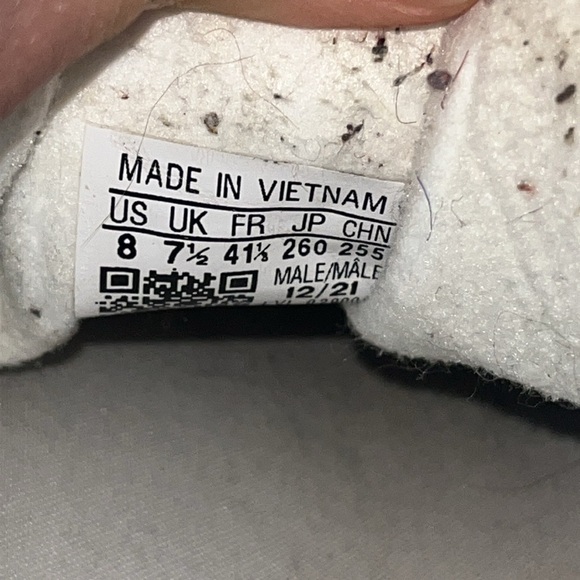 MADE IN VIETNAM
US UK FR JP CHN
8 7½ 41⅓ 260 255
MALE/MÂLE
12/21